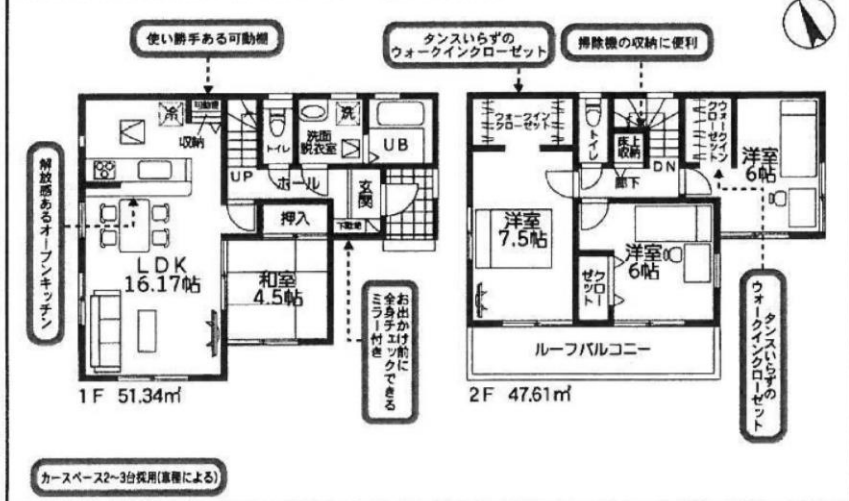 使い勝手ある可動棚
タンスいらずの
ウォークインクローゼット
掃除機の収納に便利
解放感あるオープンキッチン
冷
可動棚
収納
UP
トイレ
洗面
脱衣室
洗
UB
ホール
玄関
下駄箱
押入
LDK
16.17帖
和室
4.5帖
お出かけ前に
全身チェックできる
ミラー付き
1F 51.34㎡
ウォークイン
クローゼット
トイレ
床上
収納
DN
廊下
ウォークイン
クローゼット
洋室
6帖
洋室
7.5帖
洋室
6帖
クロー
ゼット
ルーフバルコニー
2F 47.61㎡
タンスいらずの
ウォークインクローゼット
カースペース2～3台採用(車種による)